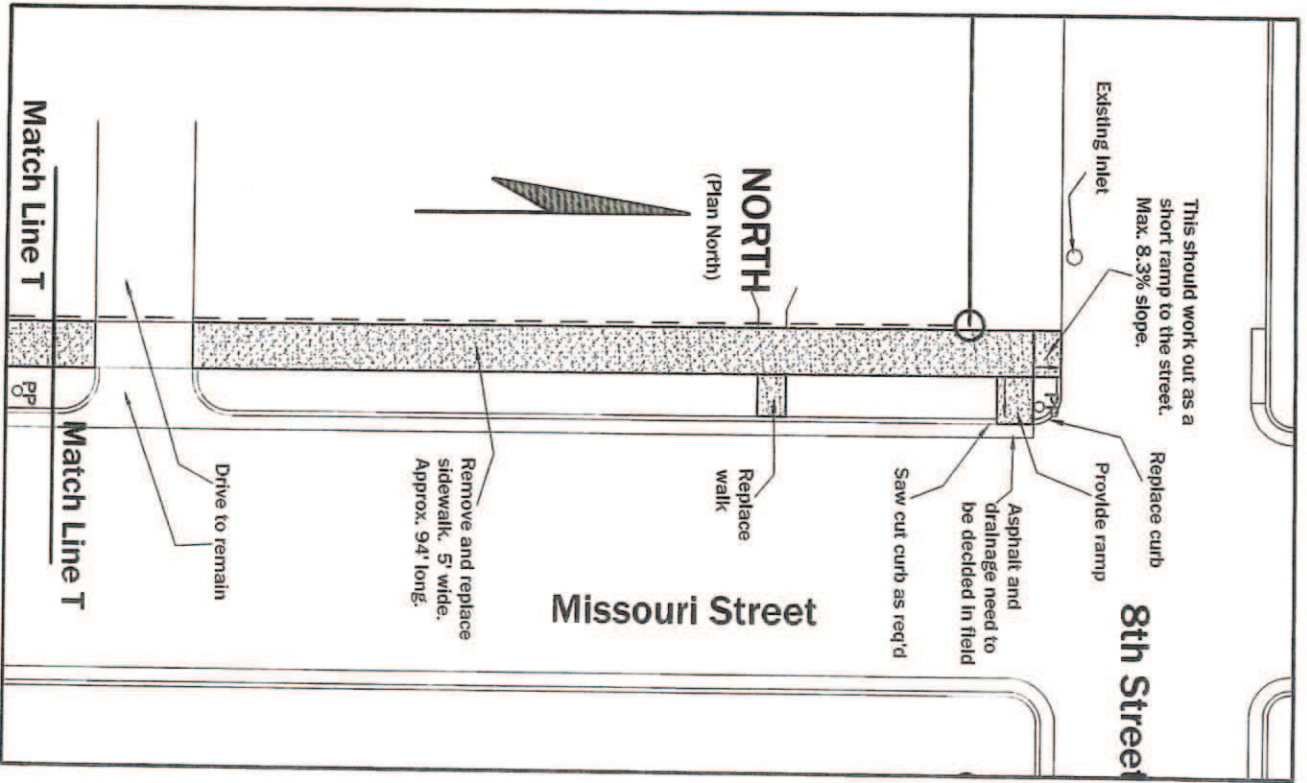 This should work out as a
short ramp to the street.
Max. 8.3% slope.
Existing Inlet
Replace curb
Provide ramp
8th Street
Asphalt and
drainage need to
be decided in field
Saw cut curb as req'd
NORTH
(Plan North)
PP
Replace
walk
Missouri Street
Remove and replace
sidewalk. 5' wide.
Approx. 94' long.
Drive to remain
Match Line T
PP
Match Line T